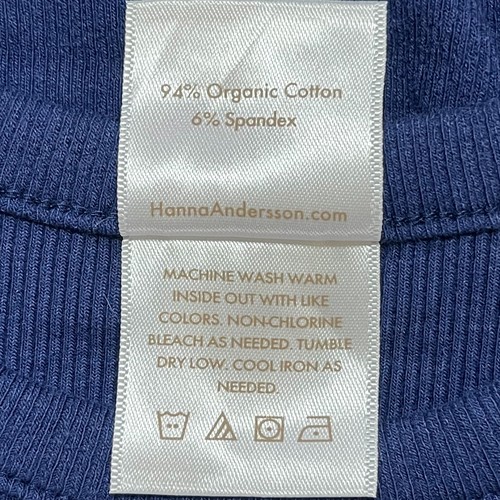 94% Organic Cotton
6% Spandex
HannaAndersson.com
MACHINE WASH WARM
INSIDE OUT WITH LIKE
COLORS. NON-CHLORINE
BLEACH AS NEEDED. TUMBLE
DRY LOW. COOL IRON AS
NEEDED.